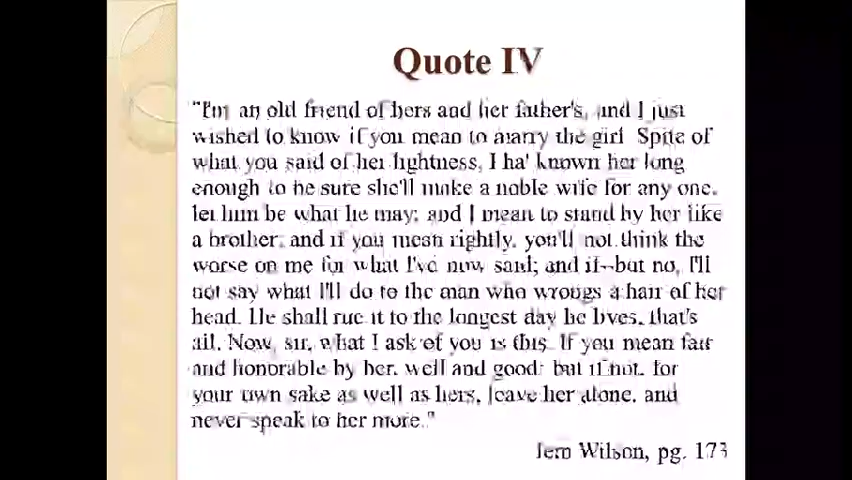 Quote IV
"I'm an old friend of hers and her father's, and I just
wished to know if you mean to marry the girl Spite of
what you said of her lightness, I ha' known her long
enough to be sure she'll make a noble wife for any one,
let him be what he may; and I mean to stand by her like
a brother; and if you mean rightly, you'll not think the
worse on me for what I've now said; and if--but no, I'll
not say what I'll do to the man who wrongs a hair of her
head. He shall rue it to the longest day he lives, that's
all. Now, sir, what I ask of you is this. If you mean fair
and honorable by her, well and good; but if not, for
your own sake as well as hers, leave her alone, and
never speak to her more."
Jem Wilson, pg. 173